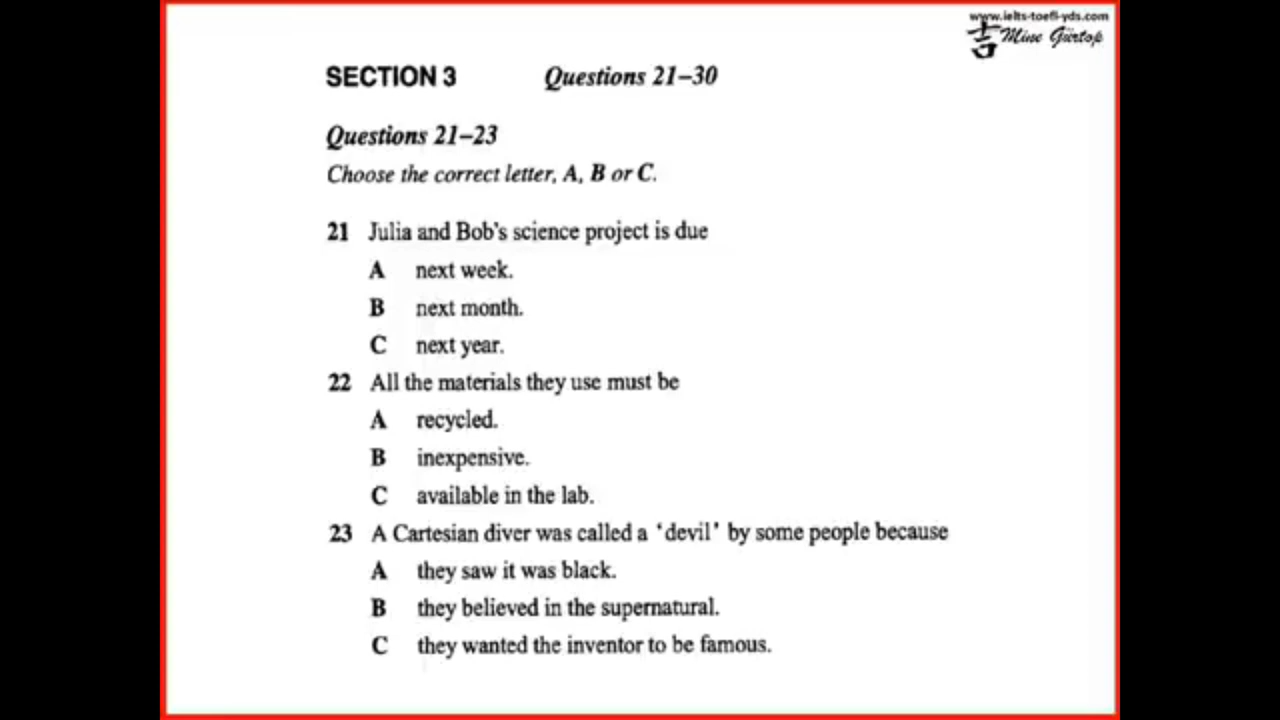 www.ielts-toefl-yds.com
吉 Mine Gürtop
SECTION 3 Questions 21–30
Questions 21–23
Choose the correct letter, A, B or C.
21 Julia and Bob's science project is due
A next week.
B next month.
C next year.
22 All the materials they use must be
A recycled.
B inexpensive.
C available in the lab.
23 A Cartesian diver was called a ‘devil’ by some people because
A they saw it was black.
B they believed in the supernatural.
C they wanted the inventor to be famous.